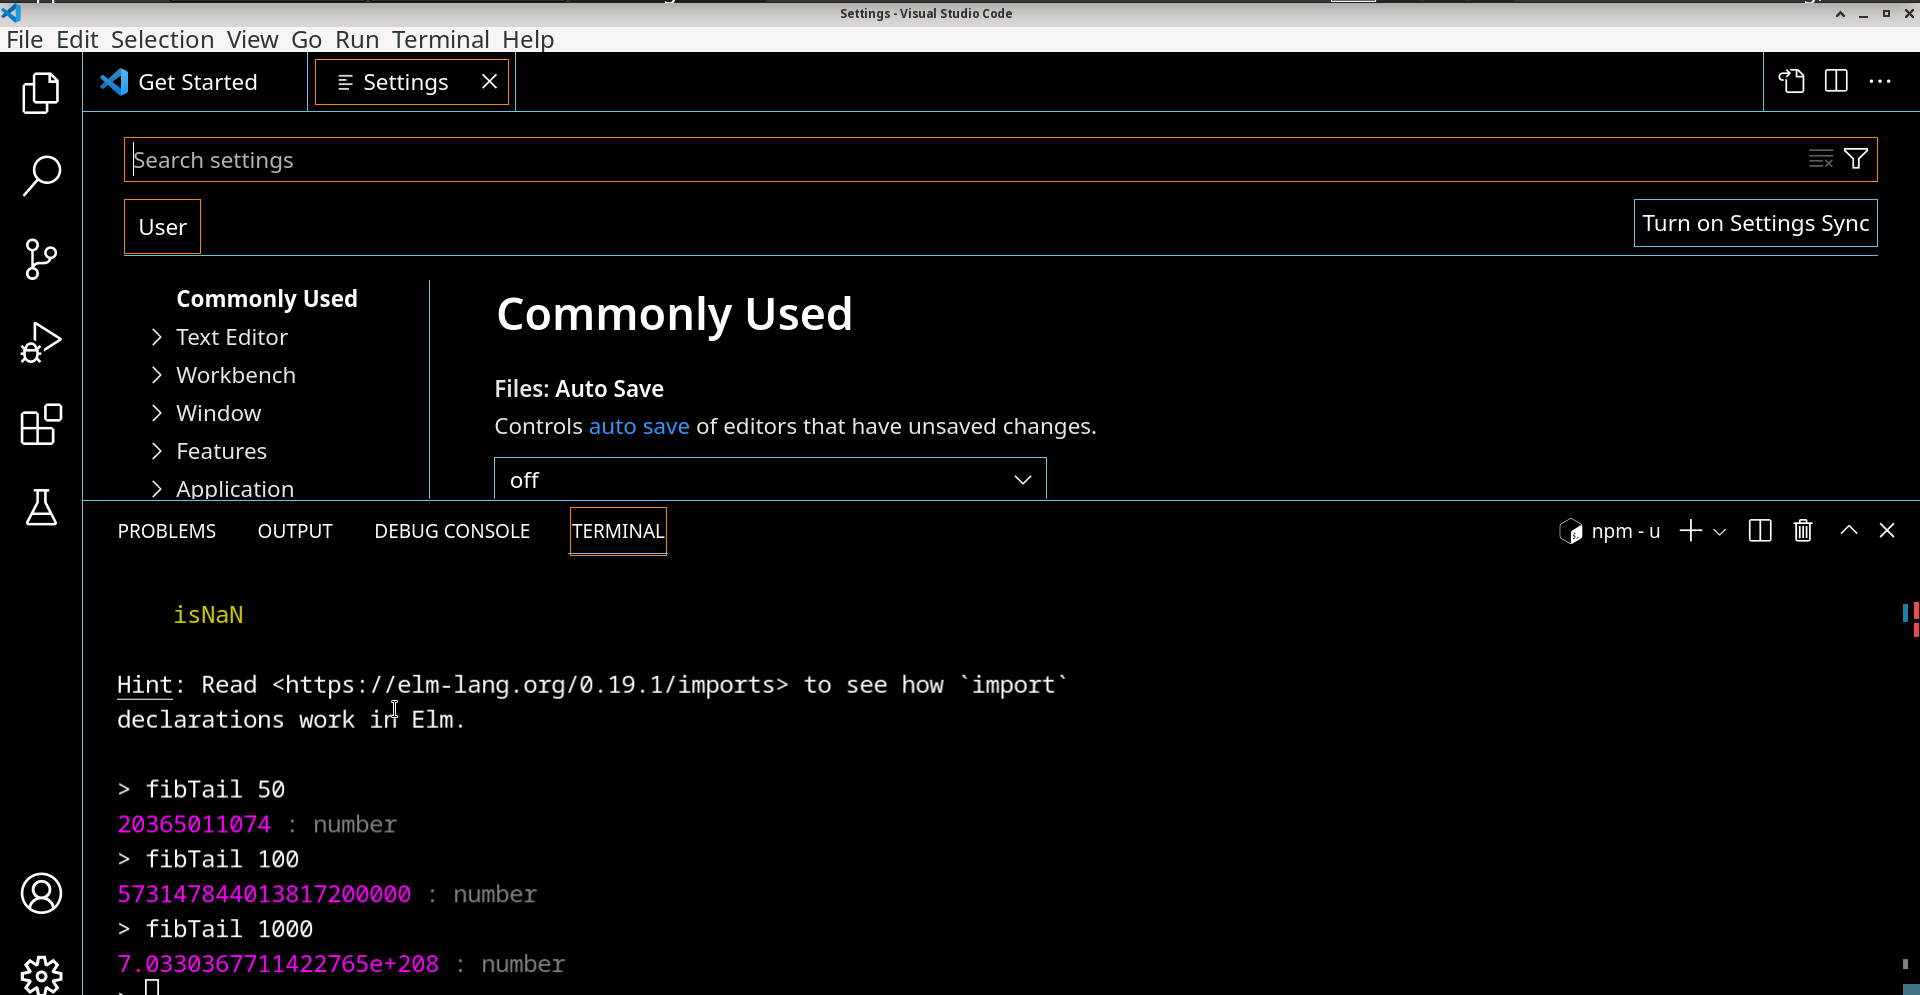 Settings - Visual Studio Code
File Edit Selection View Go Run Terminal Help
Get Started
Settings
Search settings
User
Turn on Settings Sync
Commonly Used
Text Editor
Workbench
Window
Features
Application
Commonly Used
Files: Auto Save
Controls auto save of editors that have unsaved changes.
off
PROBLEMS OUTPUT DEBUG CONSOLE TERMINAL
npm - u
isNaN
Hint: Read <https://elm-lang.org/0.19.1/imports> to see how `import`
declarations work in Elm.
> fibTail 50
20365011074 : number
> fibTail 100
573147844013817200000 : number
> fibTail 1000
7.0330367711422765e+208 : number
>